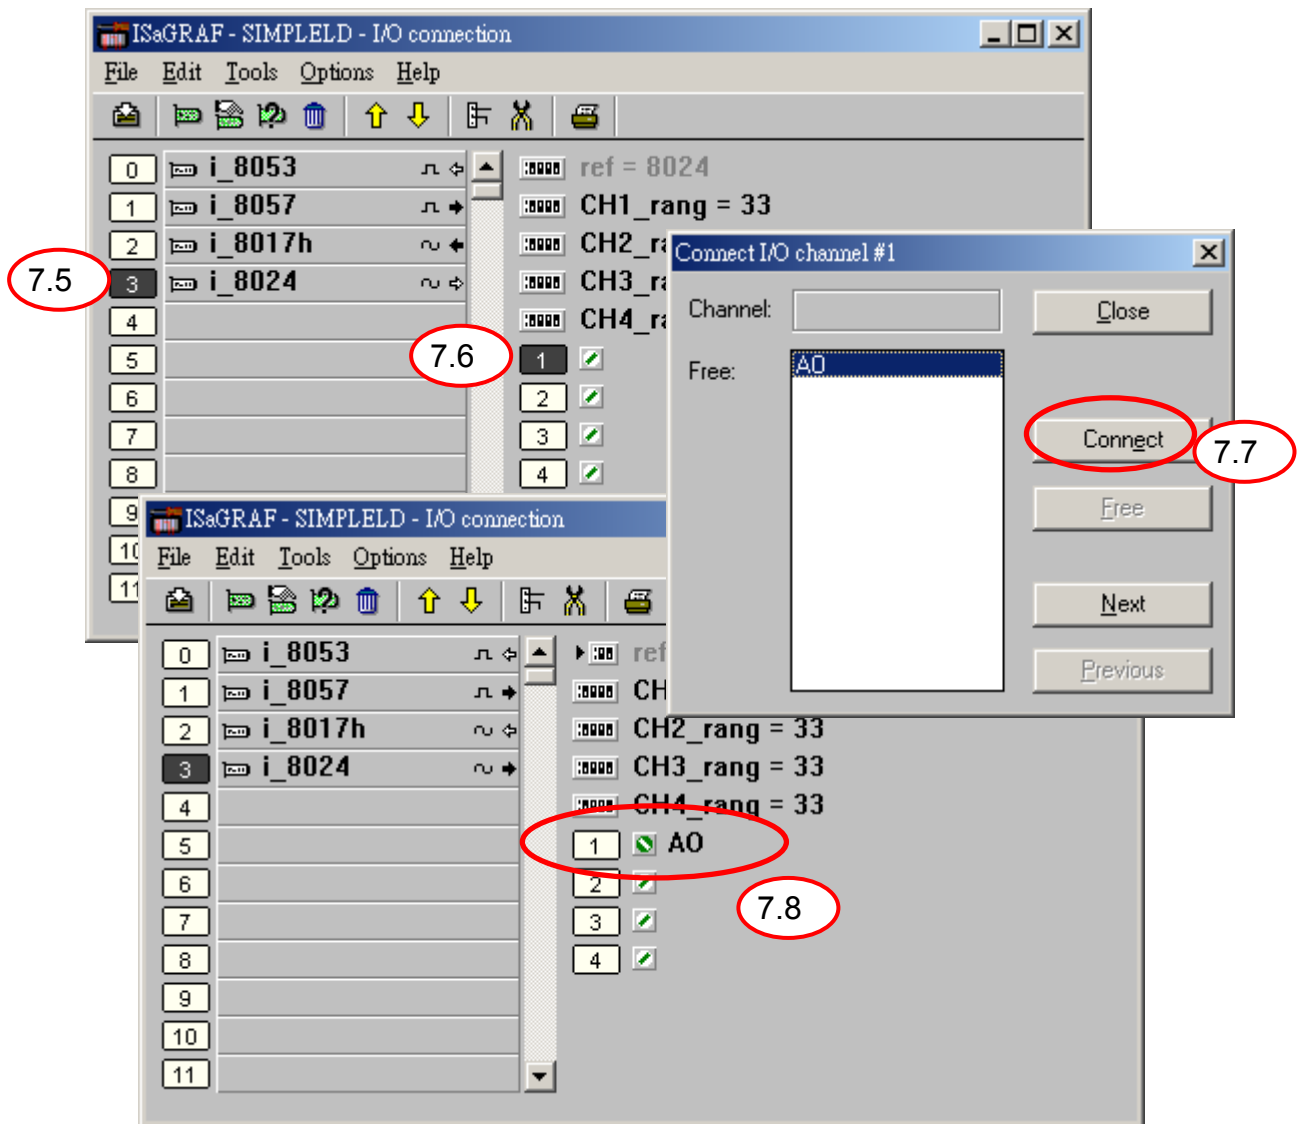 ISaGRAF - SIMPLELD - I/O connection
File Edit Tools Options Help
0 i_8053
1 i_8057
2 i_8017h
3 i_8024
4
5
6
7
8
9
10
11
ref = 8024
CH1_rang = 33
CH2_ra
CH3_ra
CH4_ra
1
2
3
4
7.5
7.6
Connect I/O channel #1
Channel:
Close
Free:
AO
Connect
7.7
Free
Next
Previous
ISaGRAF - SIMPLELD - I/O connection
File Edit Tools Options Help
0 i_8053
1 i_8057
2 i_8017h
3 i_8024
4
5
6
7
8
9
10
11
ref
CH
CH2_rang = 33
CH3_rang = 33
CH4_rang = 33
1 AO
2
3
4
7.8